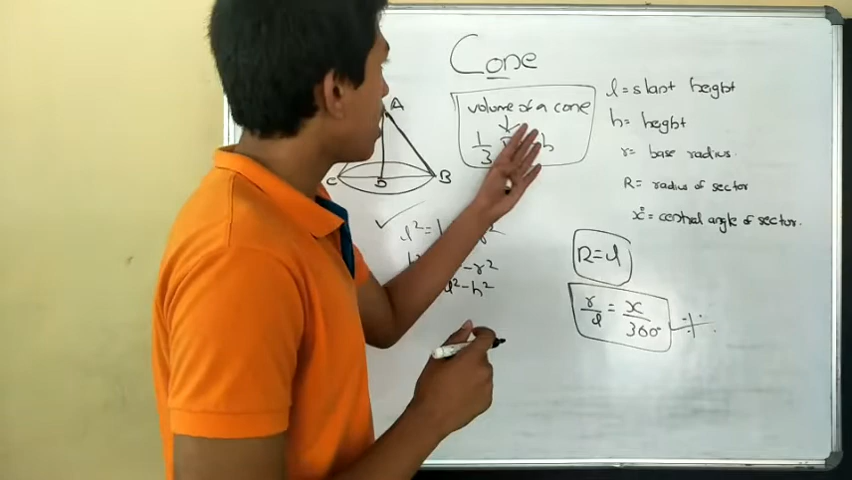 Cone
A
C D B
volume of a cone
1/3 h
l = slant height
h = height
r = base radius.
R = radius of sector
x° = central angle of sector.
l² =
- r²
l² - h²
R = l
r/l = x/360°